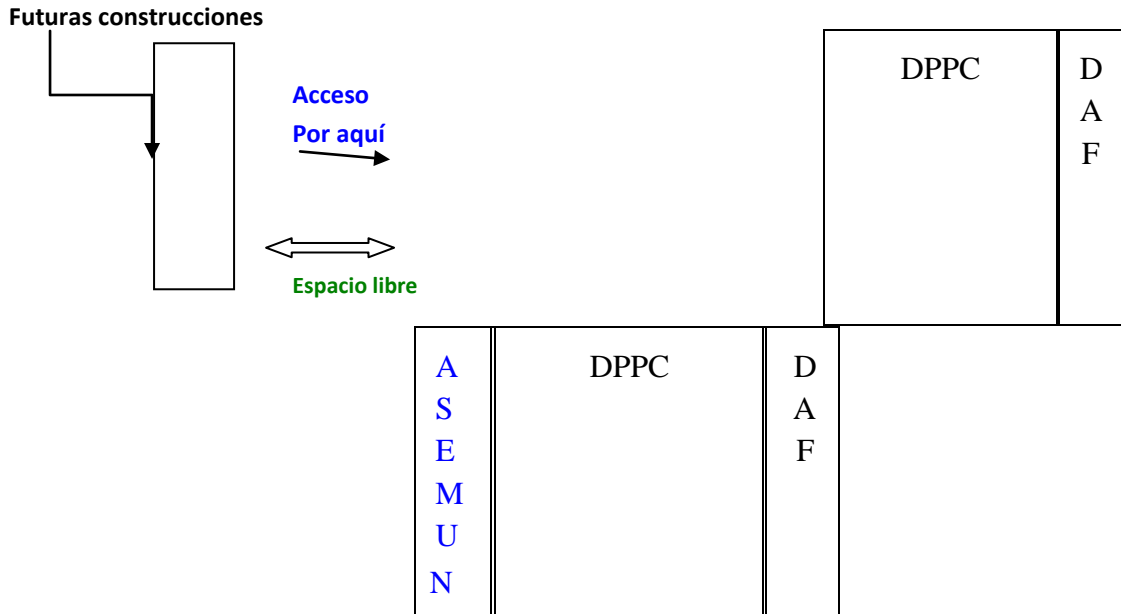 Futuras construcciones
Acceso
Por aquí
Espacio libre
DPPC
D
A
F
A
S
E
M
U
N
DPPC
D
A
F